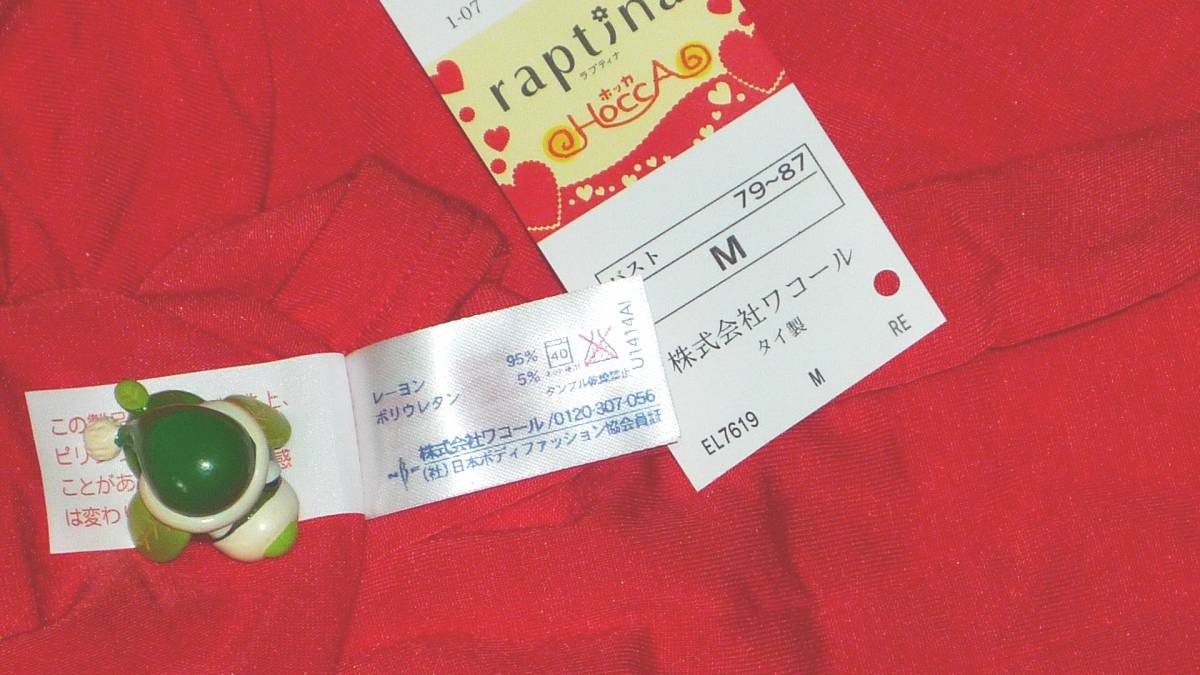 1-07
raptina
ラプティナ
ホッカ
HoccA
79~87
バスト
M
株式会社ワコール
タイ製
RE
M
EL7619
レーヨン 95%
ポリウレタン 5%
40
タンブル乾燥禁止
U1414AI
株式会社ワコール/0120-307-056
(社)日本ボディファッション協会員証
この製品
上、
ピリ
感
ことがあ
は変わり